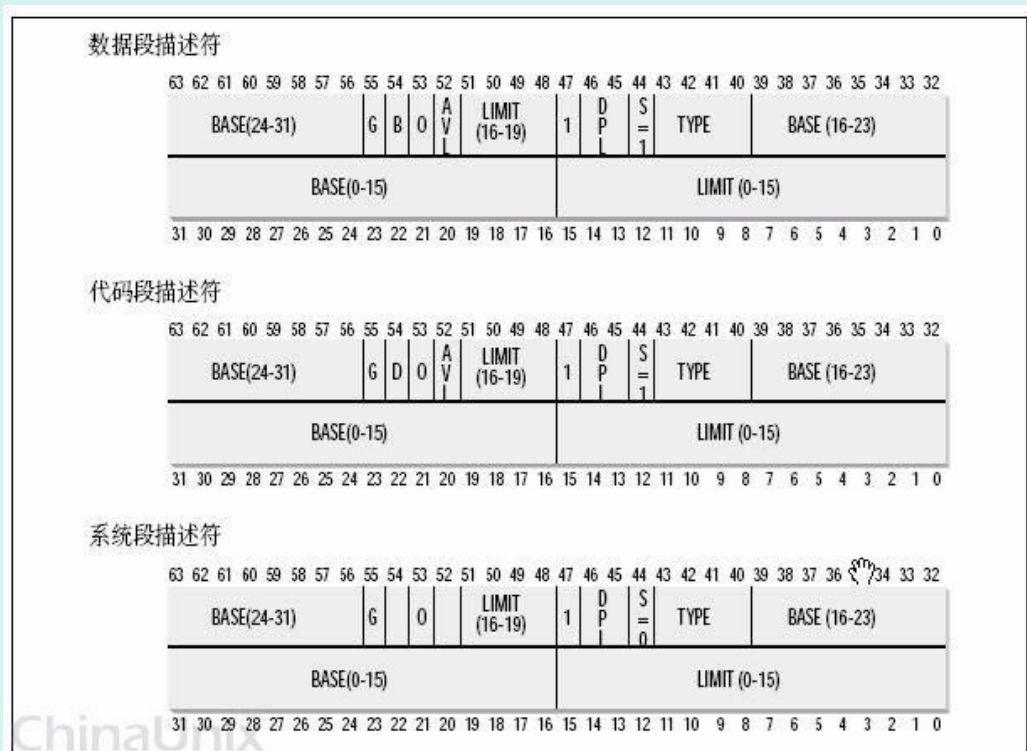 数据段描述符
63 62 61 60 59 58 57 56 55 54 53 52 51 50 49 48 47 46 45 44 43 42 41 40 39 38 37 36 35 34 33 32
BASE(24-31) G B 0 AVL LIMIT (16-19) 1 DPL S=1 TYPE BASE (16-23)
BASE(0-15) LIMIT (0-15)
31 30 29 28 27 26 25 24 23 22 21 20 19 18 17 16 15 14 13 12 11 10 9 8 7 6 5 4 3 2 1 0
代码段描述符
63 62 61 60 59 58 57 56 55 54 53 52 51 50 49 48 47 46 45 44 43 42 41 40 39 38 37 36 35 34 33 32
BASE(24-31) G D 0 AVL LIMIT (16-19) 1 DPL S=1 TYPE BASE (16-23)
BASE(0-15) LIMIT (0-15)
31 30 29 28 27 26 25 24 23 22 21 20 19 18 17 16 15 14 13 12 11 10 9 8 7 6 5 4 3 2 1 0
系统段描述符
63 62 61 60 59 58 57 56 55 54 53 52 51 50 49 48 47 46 45 44 43 42 41 40 39 38 37 36 34 33 32
BASE(24-31) G 0 LIMIT (16-19) 1 DPL S=0 TYPE BASE (16-23)
BASE(0-15) LIMIT (0-15)
31 30 29 28 27 26 25 24 23 22 21 20 19 18 17 16 15 14 13 12 11 10 9 8 7 6 5 4 3 2 1 0
ChinaUnix